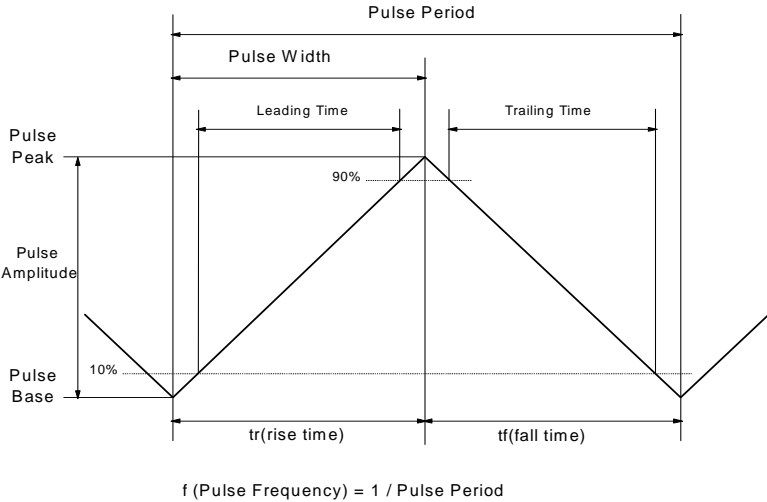 Pulse Period
Pulse Width
Leading Time
Trailing Time
Pulse
Peak
90%
Pulse
Amplitude
10%
Pulse
Base
tr(rise time)
tf(fall time)
f (Pulse Frequency) = 1 / Pulse Period